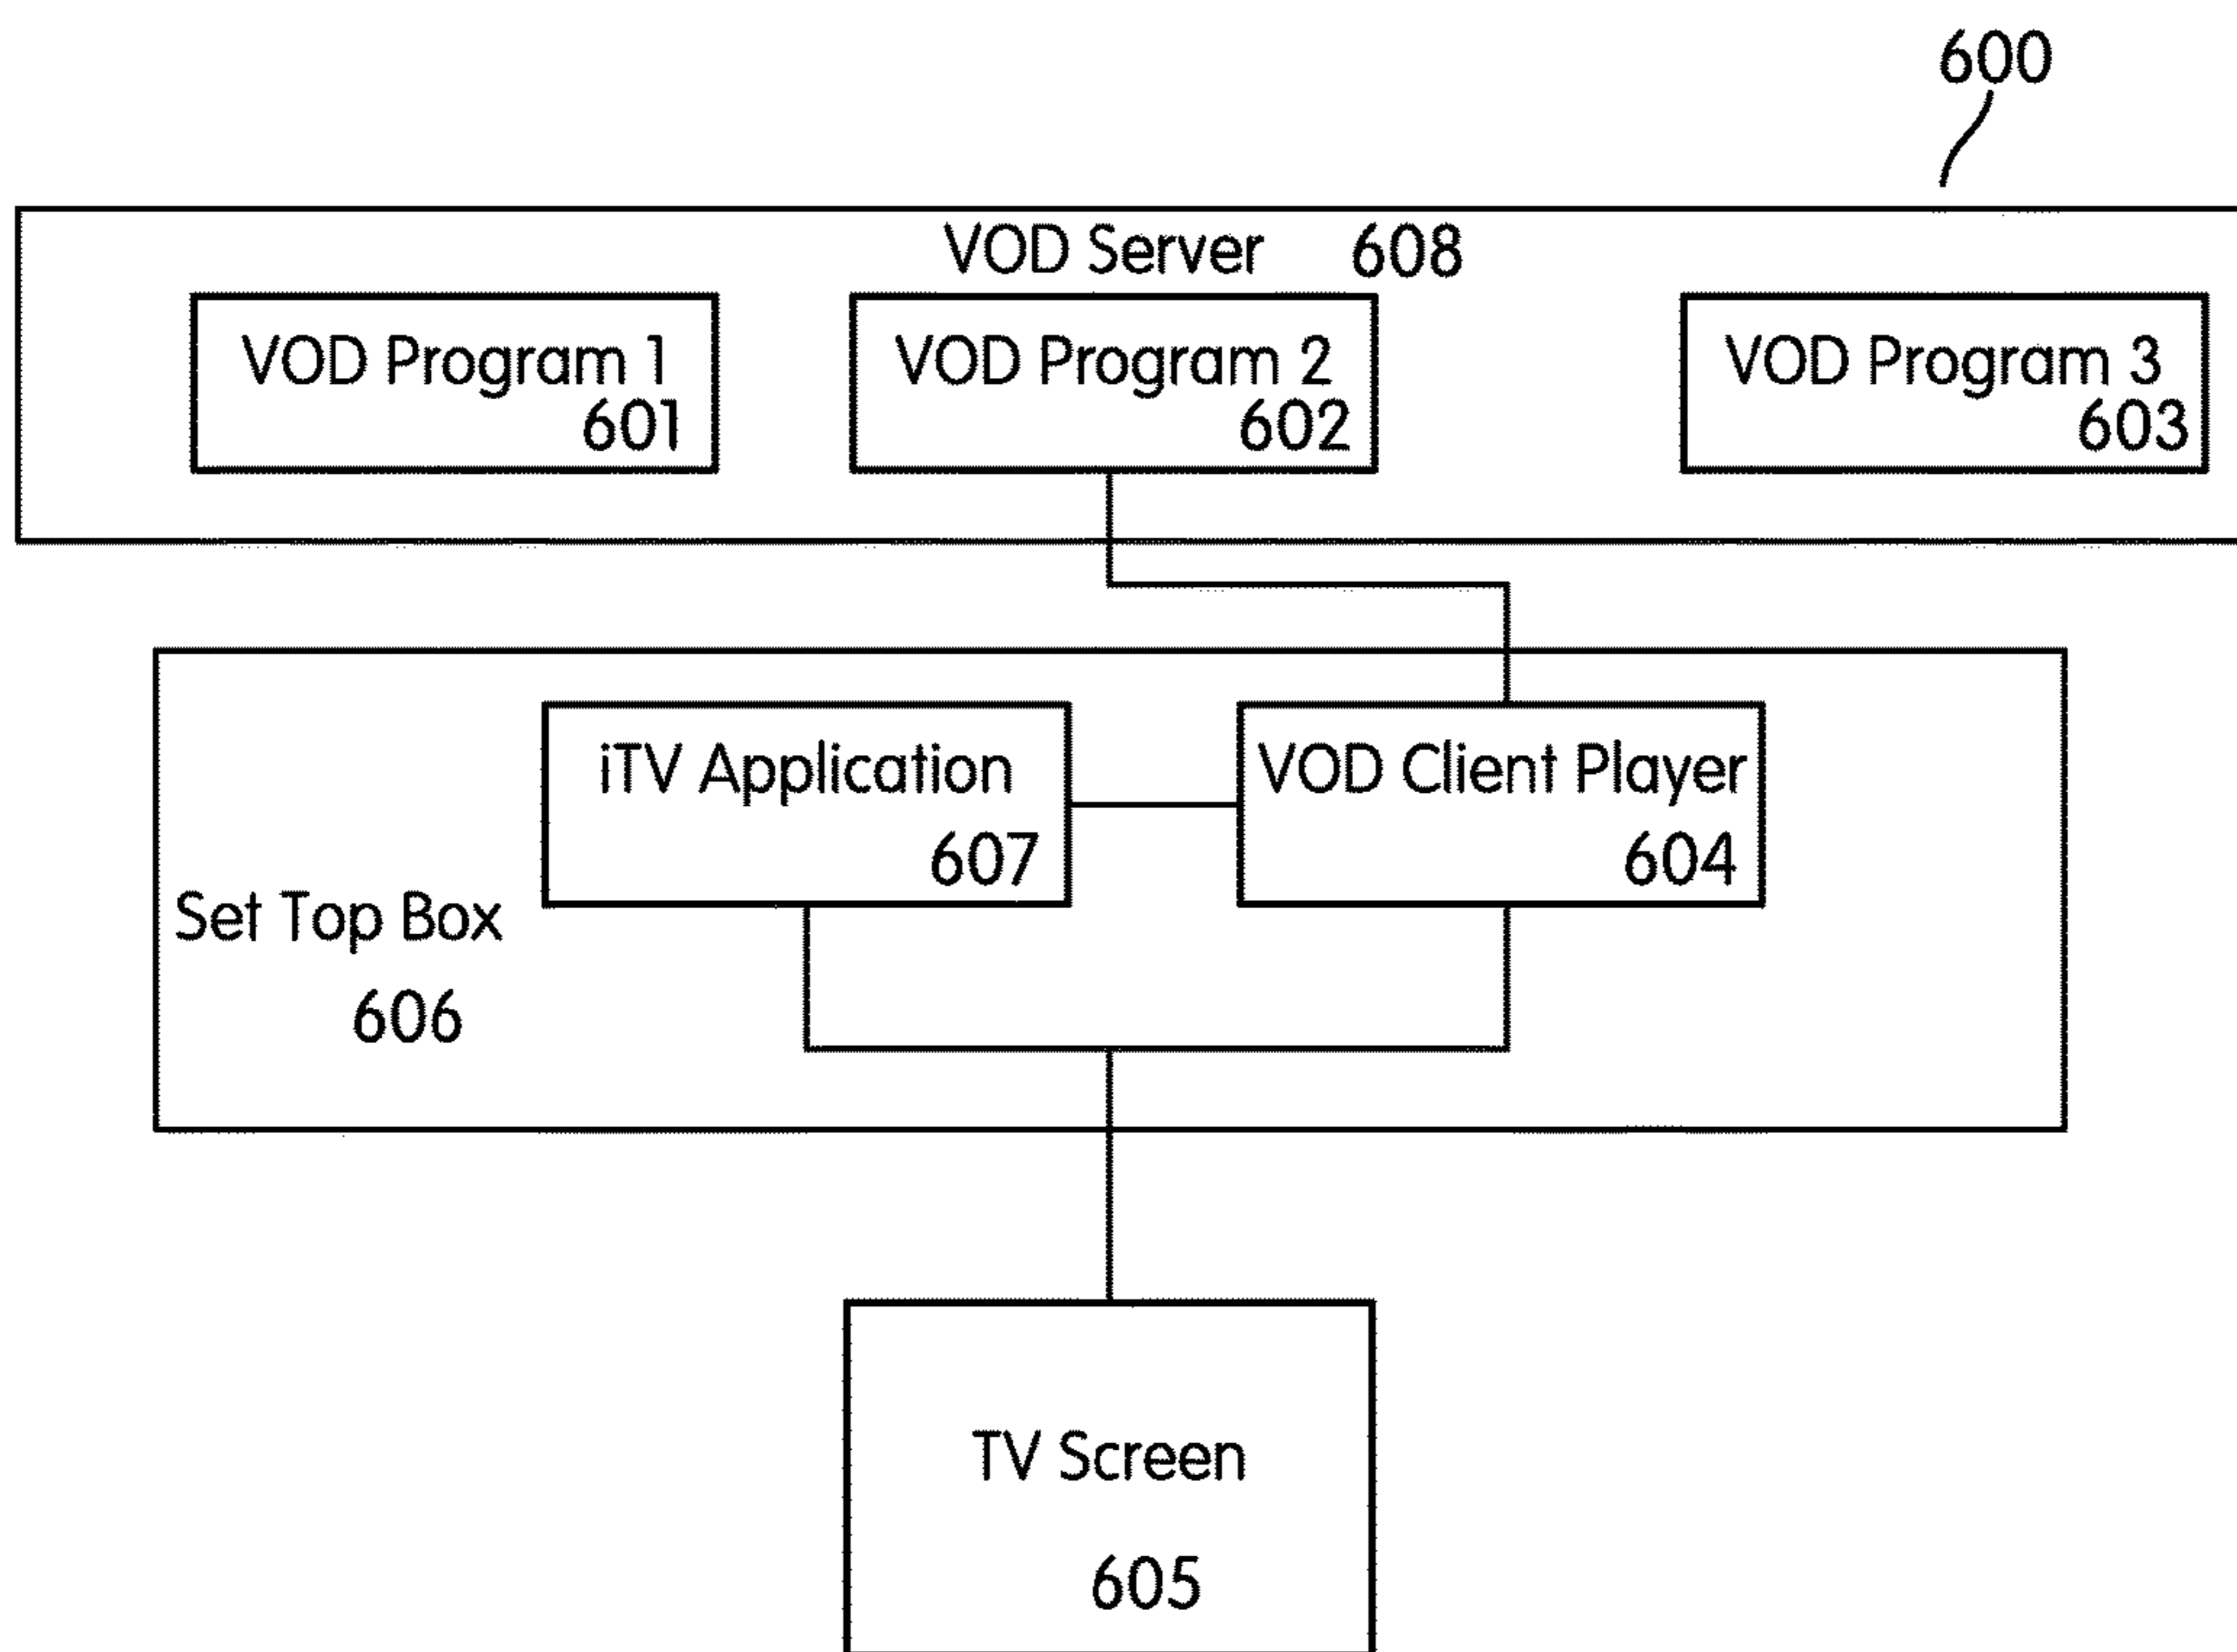 600
VOD Server 608
VOD Program 1
601
VOD Program 2
602
VOD Program 3
603
iTV Application
607
VOD Client Player
604
Set Top Box
606
TV Screen
605